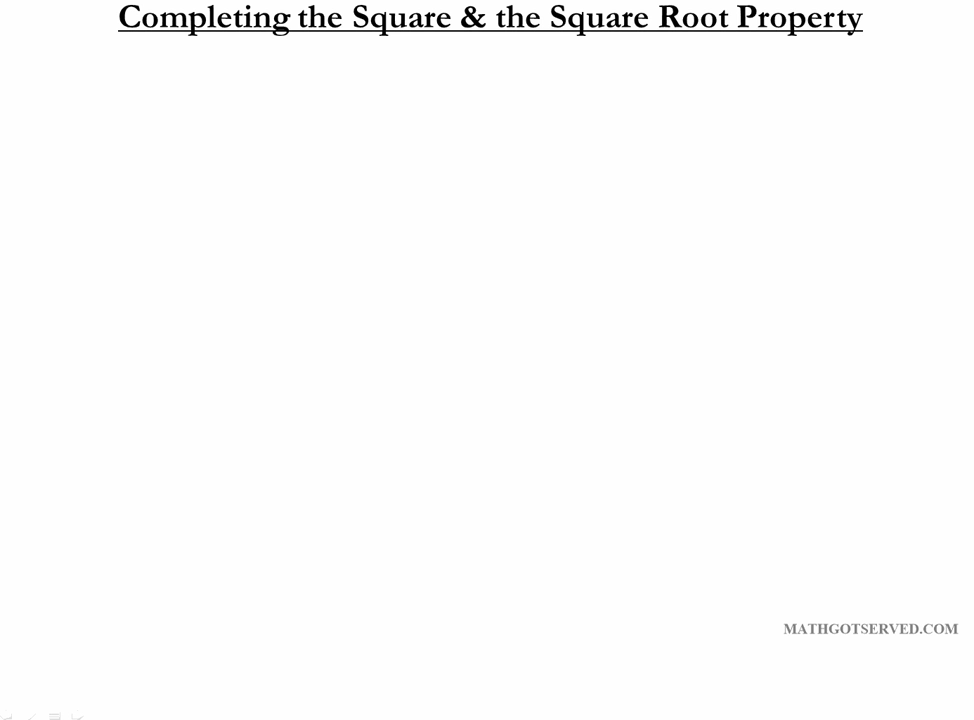 Completing the Square & the Square Root Property
MATHGOTSERVED.COM